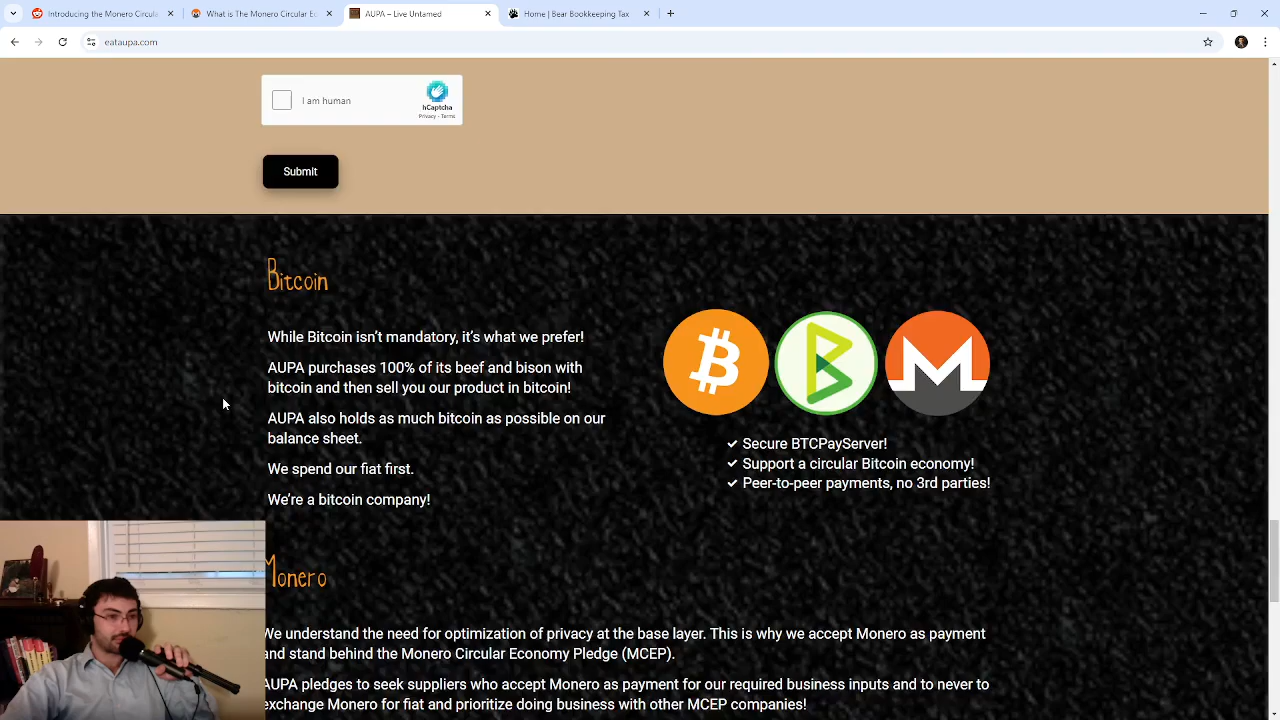 Introducing the Monero Circula
What is The Monero Circular Ec
AUPA – Live Untamed
Home | Bear Bookkeeping Tax
eataupa.com
I am human
hCaptcha
Privacy - Terms
Submit
Bitcoin
While Bitcoin isn't mandatory, it's what we prefer!
AUPA purchases 100% of its beef and bison with
bitcoin and then sell you our product in bitcoin!
AUPA also holds as much bitcoin as possible on our
balance sheet.
We spend our fiat first.
We're a bitcoin company!
Secure BTCPayServer!
Support a circular Bitcoin economy!
Peer-to-peer payments, no 3rd parties!
Monero
We understand the need for optimization of privacy at the base layer. This is why we accept Monero as payment
and stand behind the Monero Circular Economy Pledge (MCEP).
AUPA pledges to seek suppliers who accept Monero as payment for our required business inputs and to never to
exchange Monero for fiat and prioritize doing business with other MCEP companies!